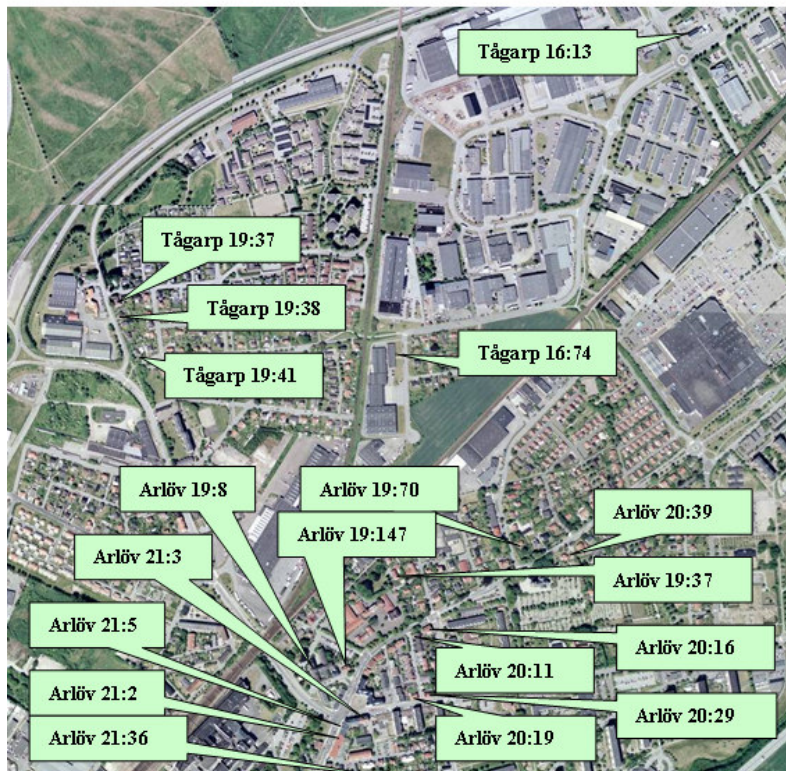 Tågarp 16:13
Tågarp 19:37
Tågarp 19:38
Tågarp 16:74
Tågarp 19:41
Arlöv 19:8
Arlöv 19:70
Arlöv 20:39
Arlöv 19:147
Arlöv 21:3
Arlöv 19:37
Arlöv 21:5
Arlöv 20:16
Arlöv 20:11
Arlöv 21:2
Arlöv 20:29
Arlöv 21:36
Arlöv 20:19